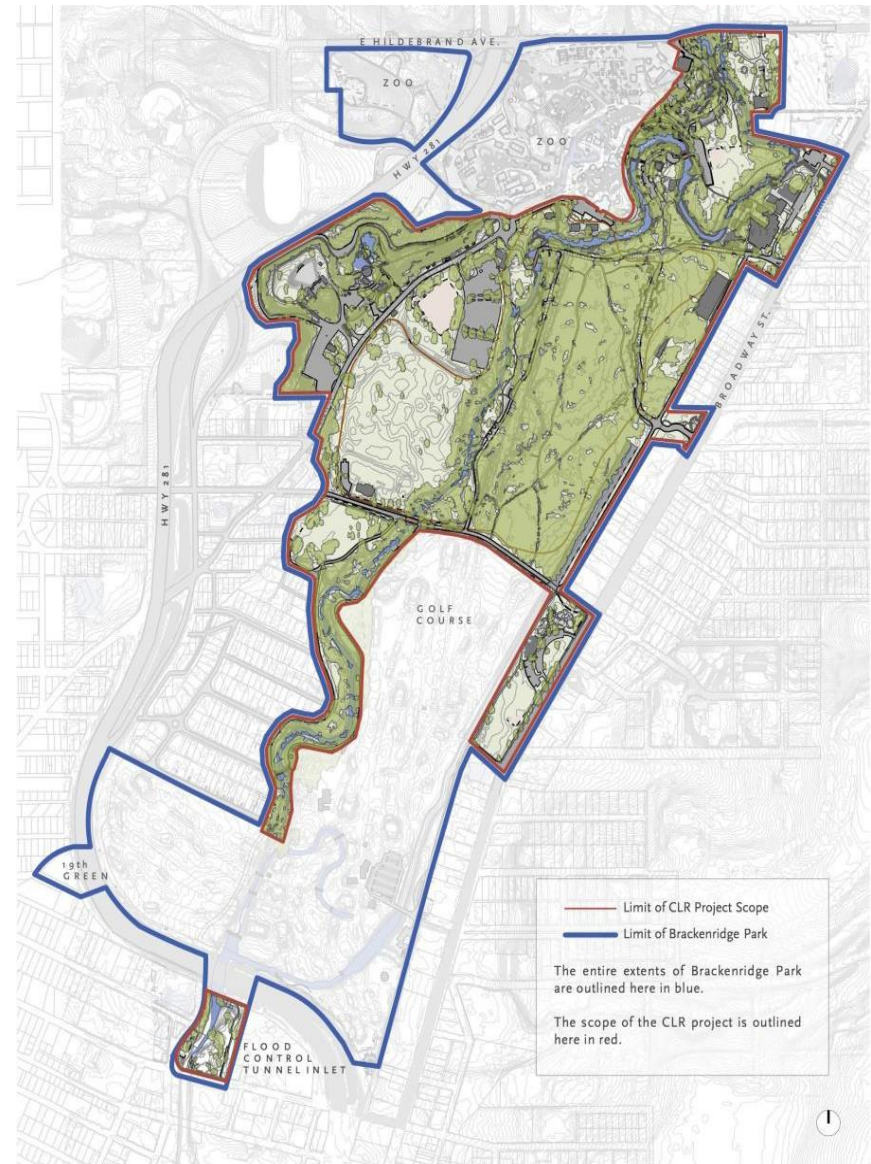 E HILDEBRAND AVE.
ZOO
ZOO
HWY 281
BROADWAY ST.
HWY 281
GOLF
COURSE
19th
GREEN
Limit of CLR Project Scope
Limit of Brackenridge Park
The entire extents of Brackenridge Park
are outlined here in blue.
The scope of the CLR project is outlined
here in red.
FLOOD
CONTROL
TUNNEL INLET